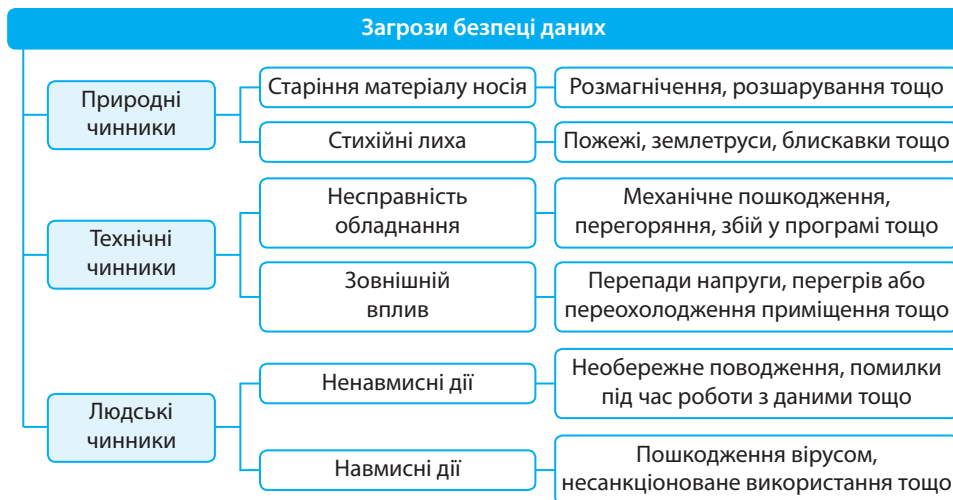 Загрози безпеці даних
Природні
чинники
Старіння матеріалу носія
Розмагнічення, розшарування тощо
Стихійні лиха
Пожежі, землетруси, блискавки тощо
Технічні
чинники
Несправність
обладнання
Механічне пошкодження,
перегоряння, збій у програмі тощо
Зовнішній
вплив
Перепади напруги, перегрів або
переохолодження приміщення тощо
Людські
чинники
Ненавмисні дії
Необережне поводження, помилки
під час роботи з даними тощо
Навмисні дії
Пошкодження вірусом,
несанкціоноване використання тощо